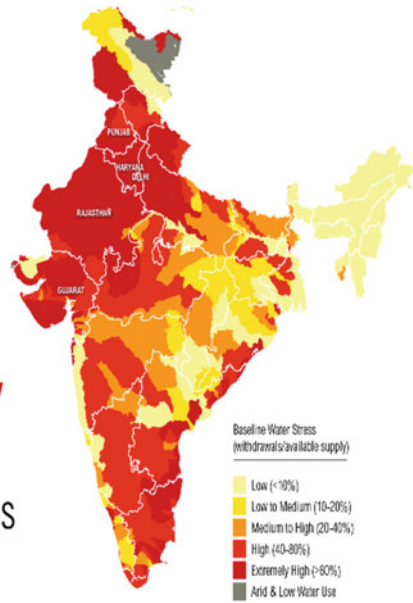 PUNJAB
HARYANA
DELHI
RAJASTHAN
GUJARAT
S
Baseline Water Stress
(withdrawals/available supply)
Low (<10%)
Low to Medium (10-20%)
Medium to High (20-40%)
High (40-80%)
Extremely High (>80%)
Arid & Low Water Use